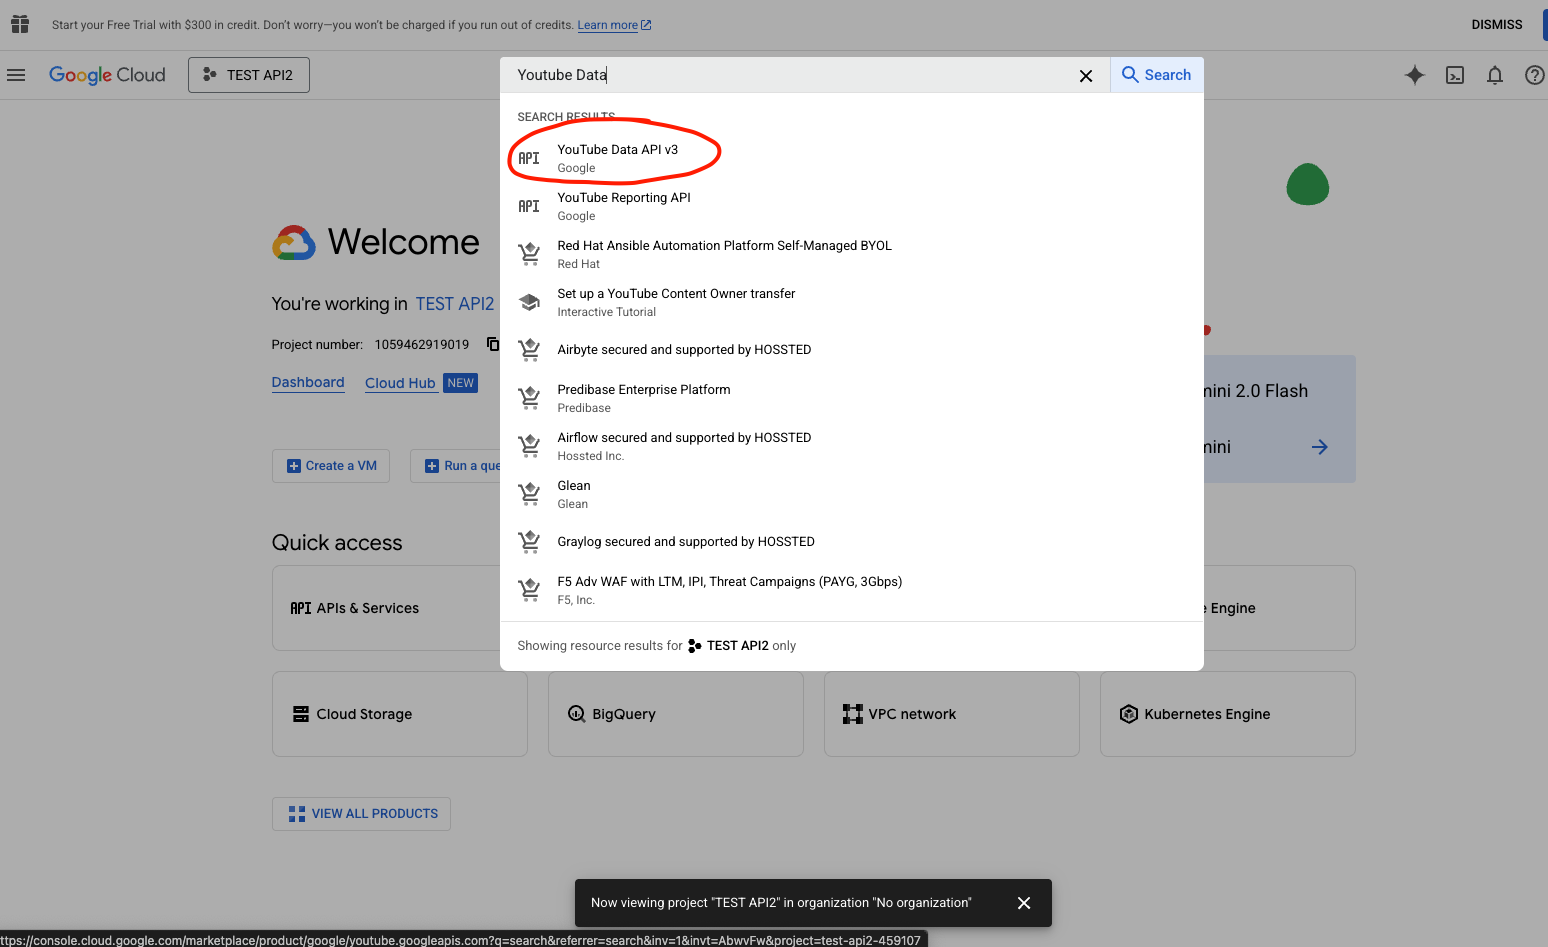 Start your Free Trial with $300 in credit. Don't worry—you won't be charged if you run out of credits. Learn more
DISMISS
Google Cloud
TEST API2
Youtube Data
Search
SEARCH RESULTS
API
YouTube Data API v3
Google
API
YouTube Reporting API
Google
Red Hat Ansible Automation Platform Self-Managed BYOL
Red Hat
Set up a YouTube Content Owner transfer
Interactive Tutorial
Airbyte secured and supported by HOSSTED
Predibase Enterprise Platform
Predibase
Airflow secured and supported by HOSSTED
Hossted Inc.
Glean
Glean
Graylog secured and supported by HOSSTED
F5 Adv WAF with LTM, IPI, Threat Campaigns (PAYG, 3Gbps)
F5, Inc.
Showing resource results for TEST API2 only
Welcome
You're working in TEST API2
Project number: 1059462919019
Dashboard
Cloud Hub NEW
mini 2.0 Flash
mini
Create a VM
Run a que
Quick access
API APIs & Services
e Engine
Cloud Storage
BigQuery
VPC network
Kubernetes Engine
VIEW ALL PRODUCTS
Now viewing project "TEST API2" in organization "No organization"
ttps://console.cloud.google.com/marketplace/product/google/youtube.googleapis.com?q=search&referrer=search&inv=1&invt=AbwvFw&project=test-api2-459107